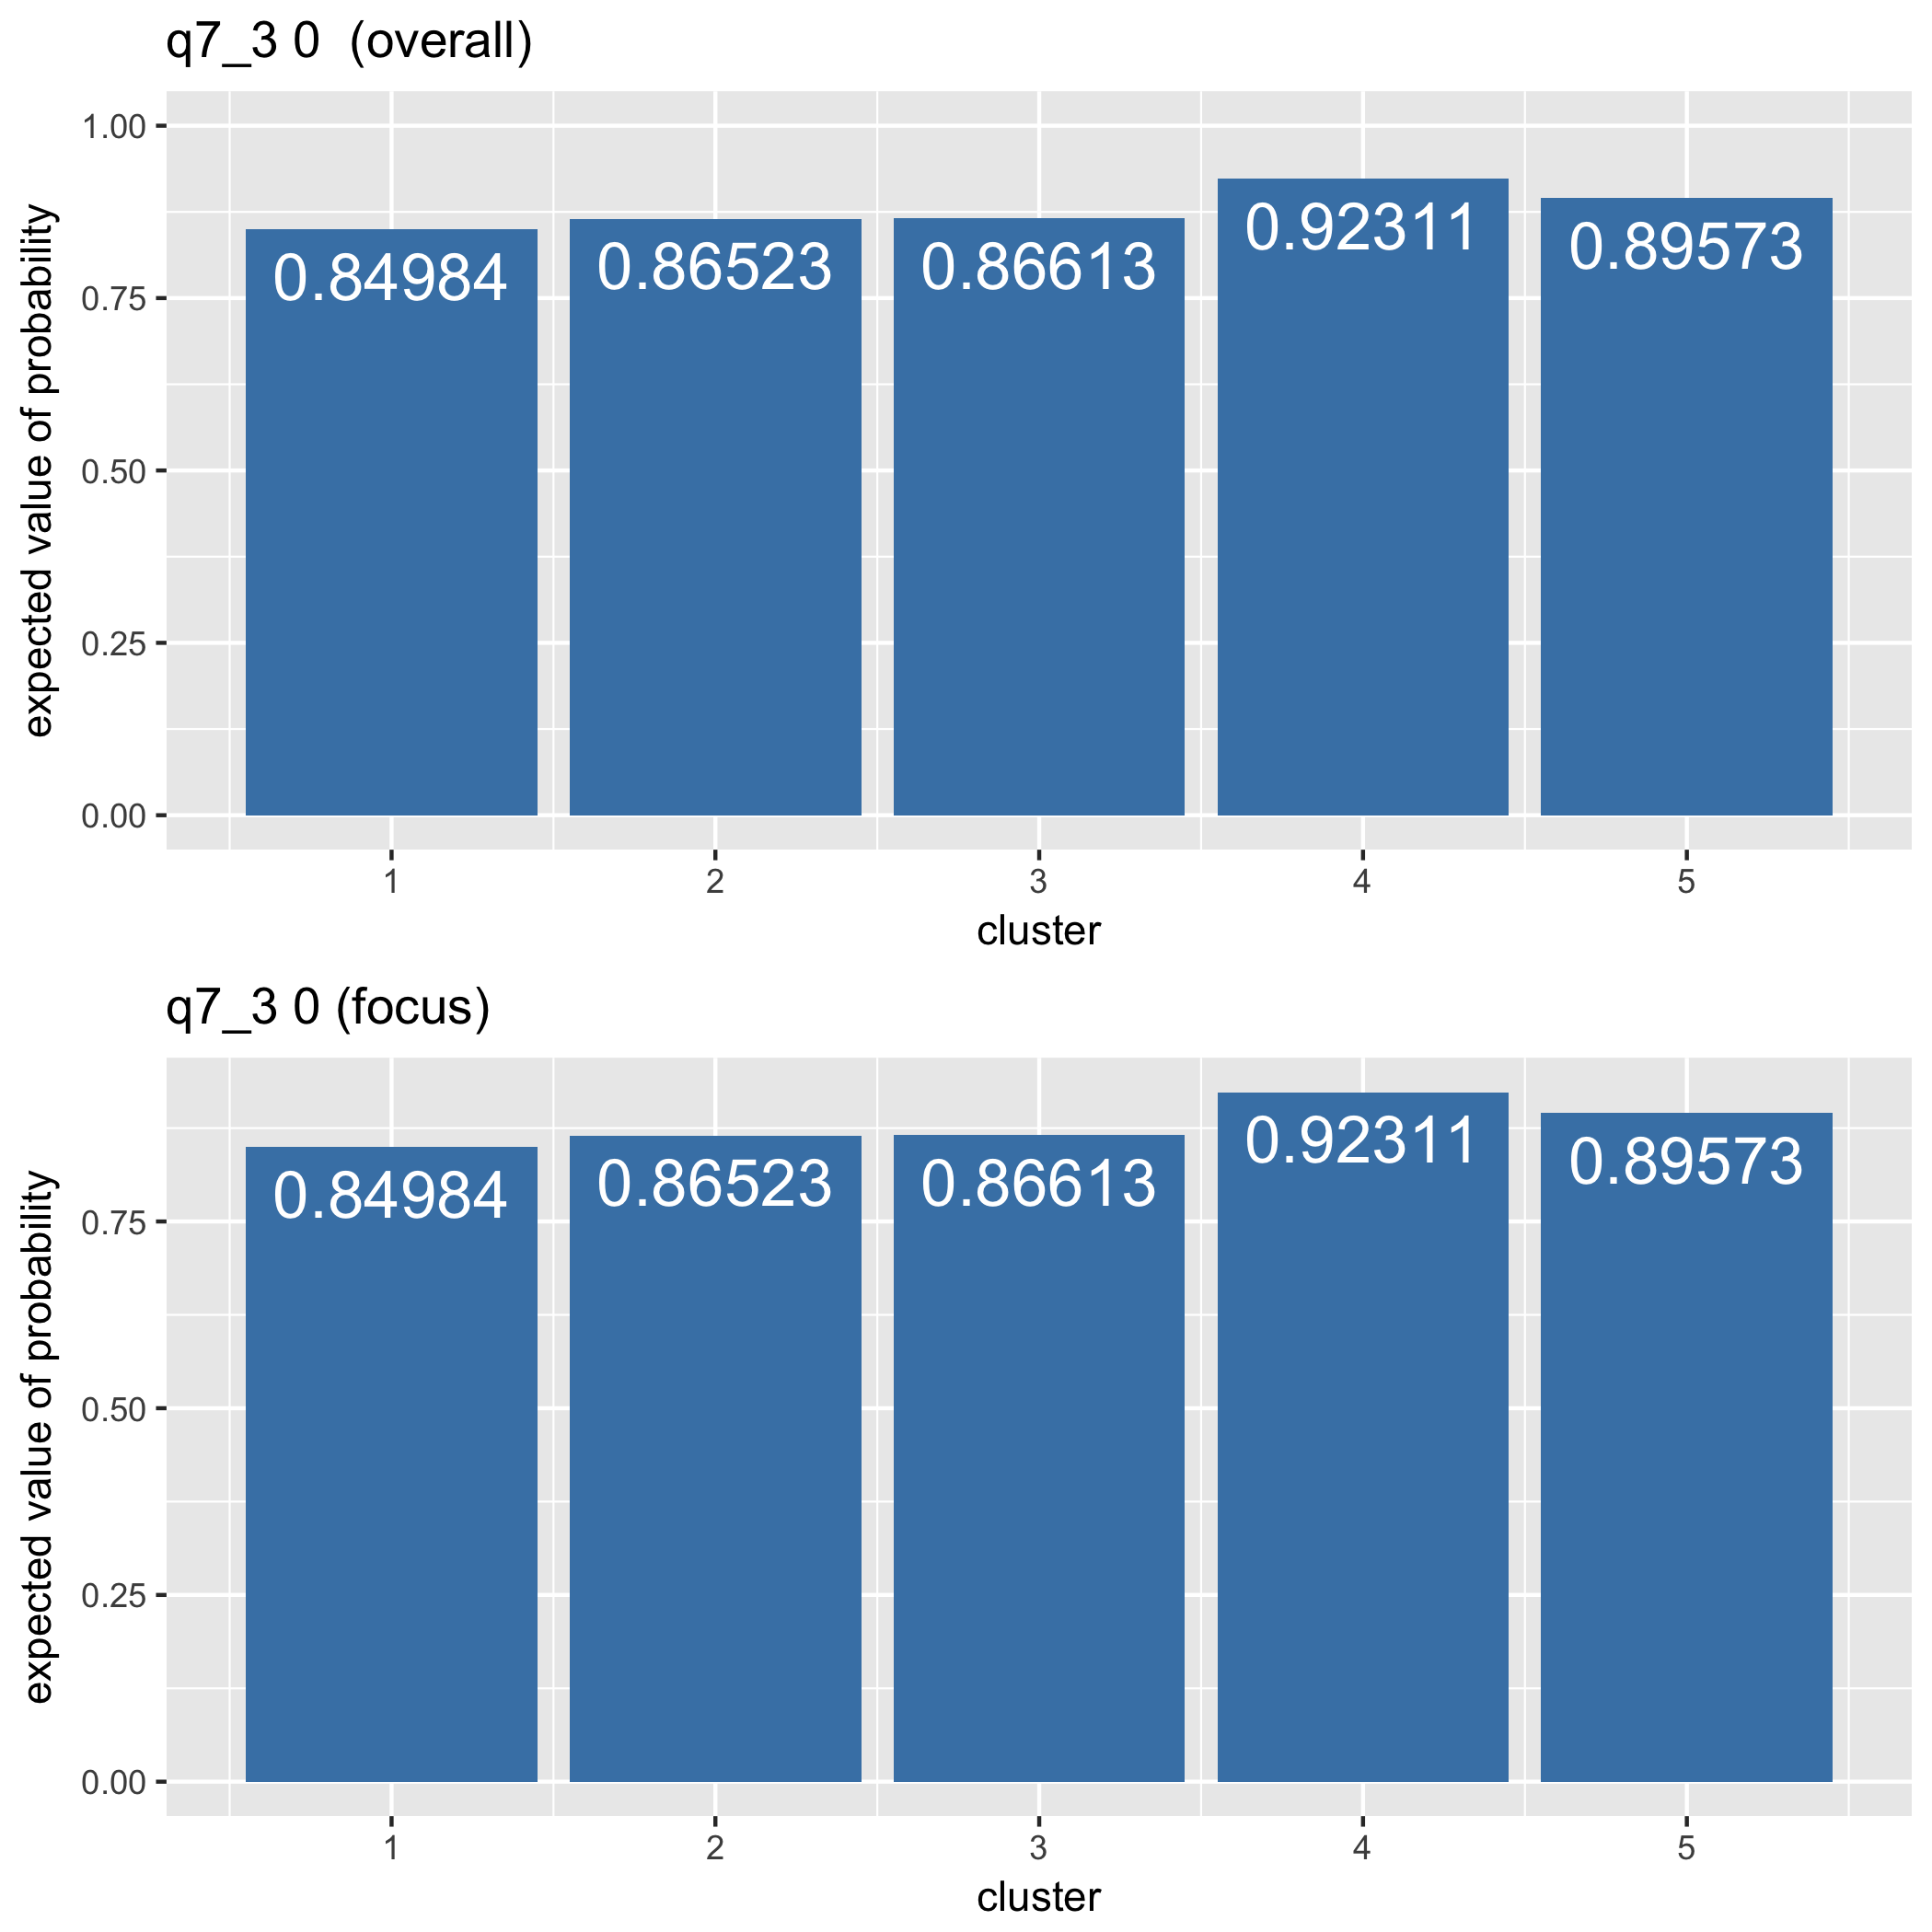 q7_3 0  (overall)
expected value of probability
1.00
0.75
0.50
0.25
0.00
0.84984
0.86523
0.86613
0.92311
0.89573
1 2 3 4 5
cluster
q7_3 0 (focus)
expected value of probability
0.75
0.50
0.25
0.00
0.84984
0.86523
0.86613
0.92311
0.89573
1 2 3 4 5
cluster